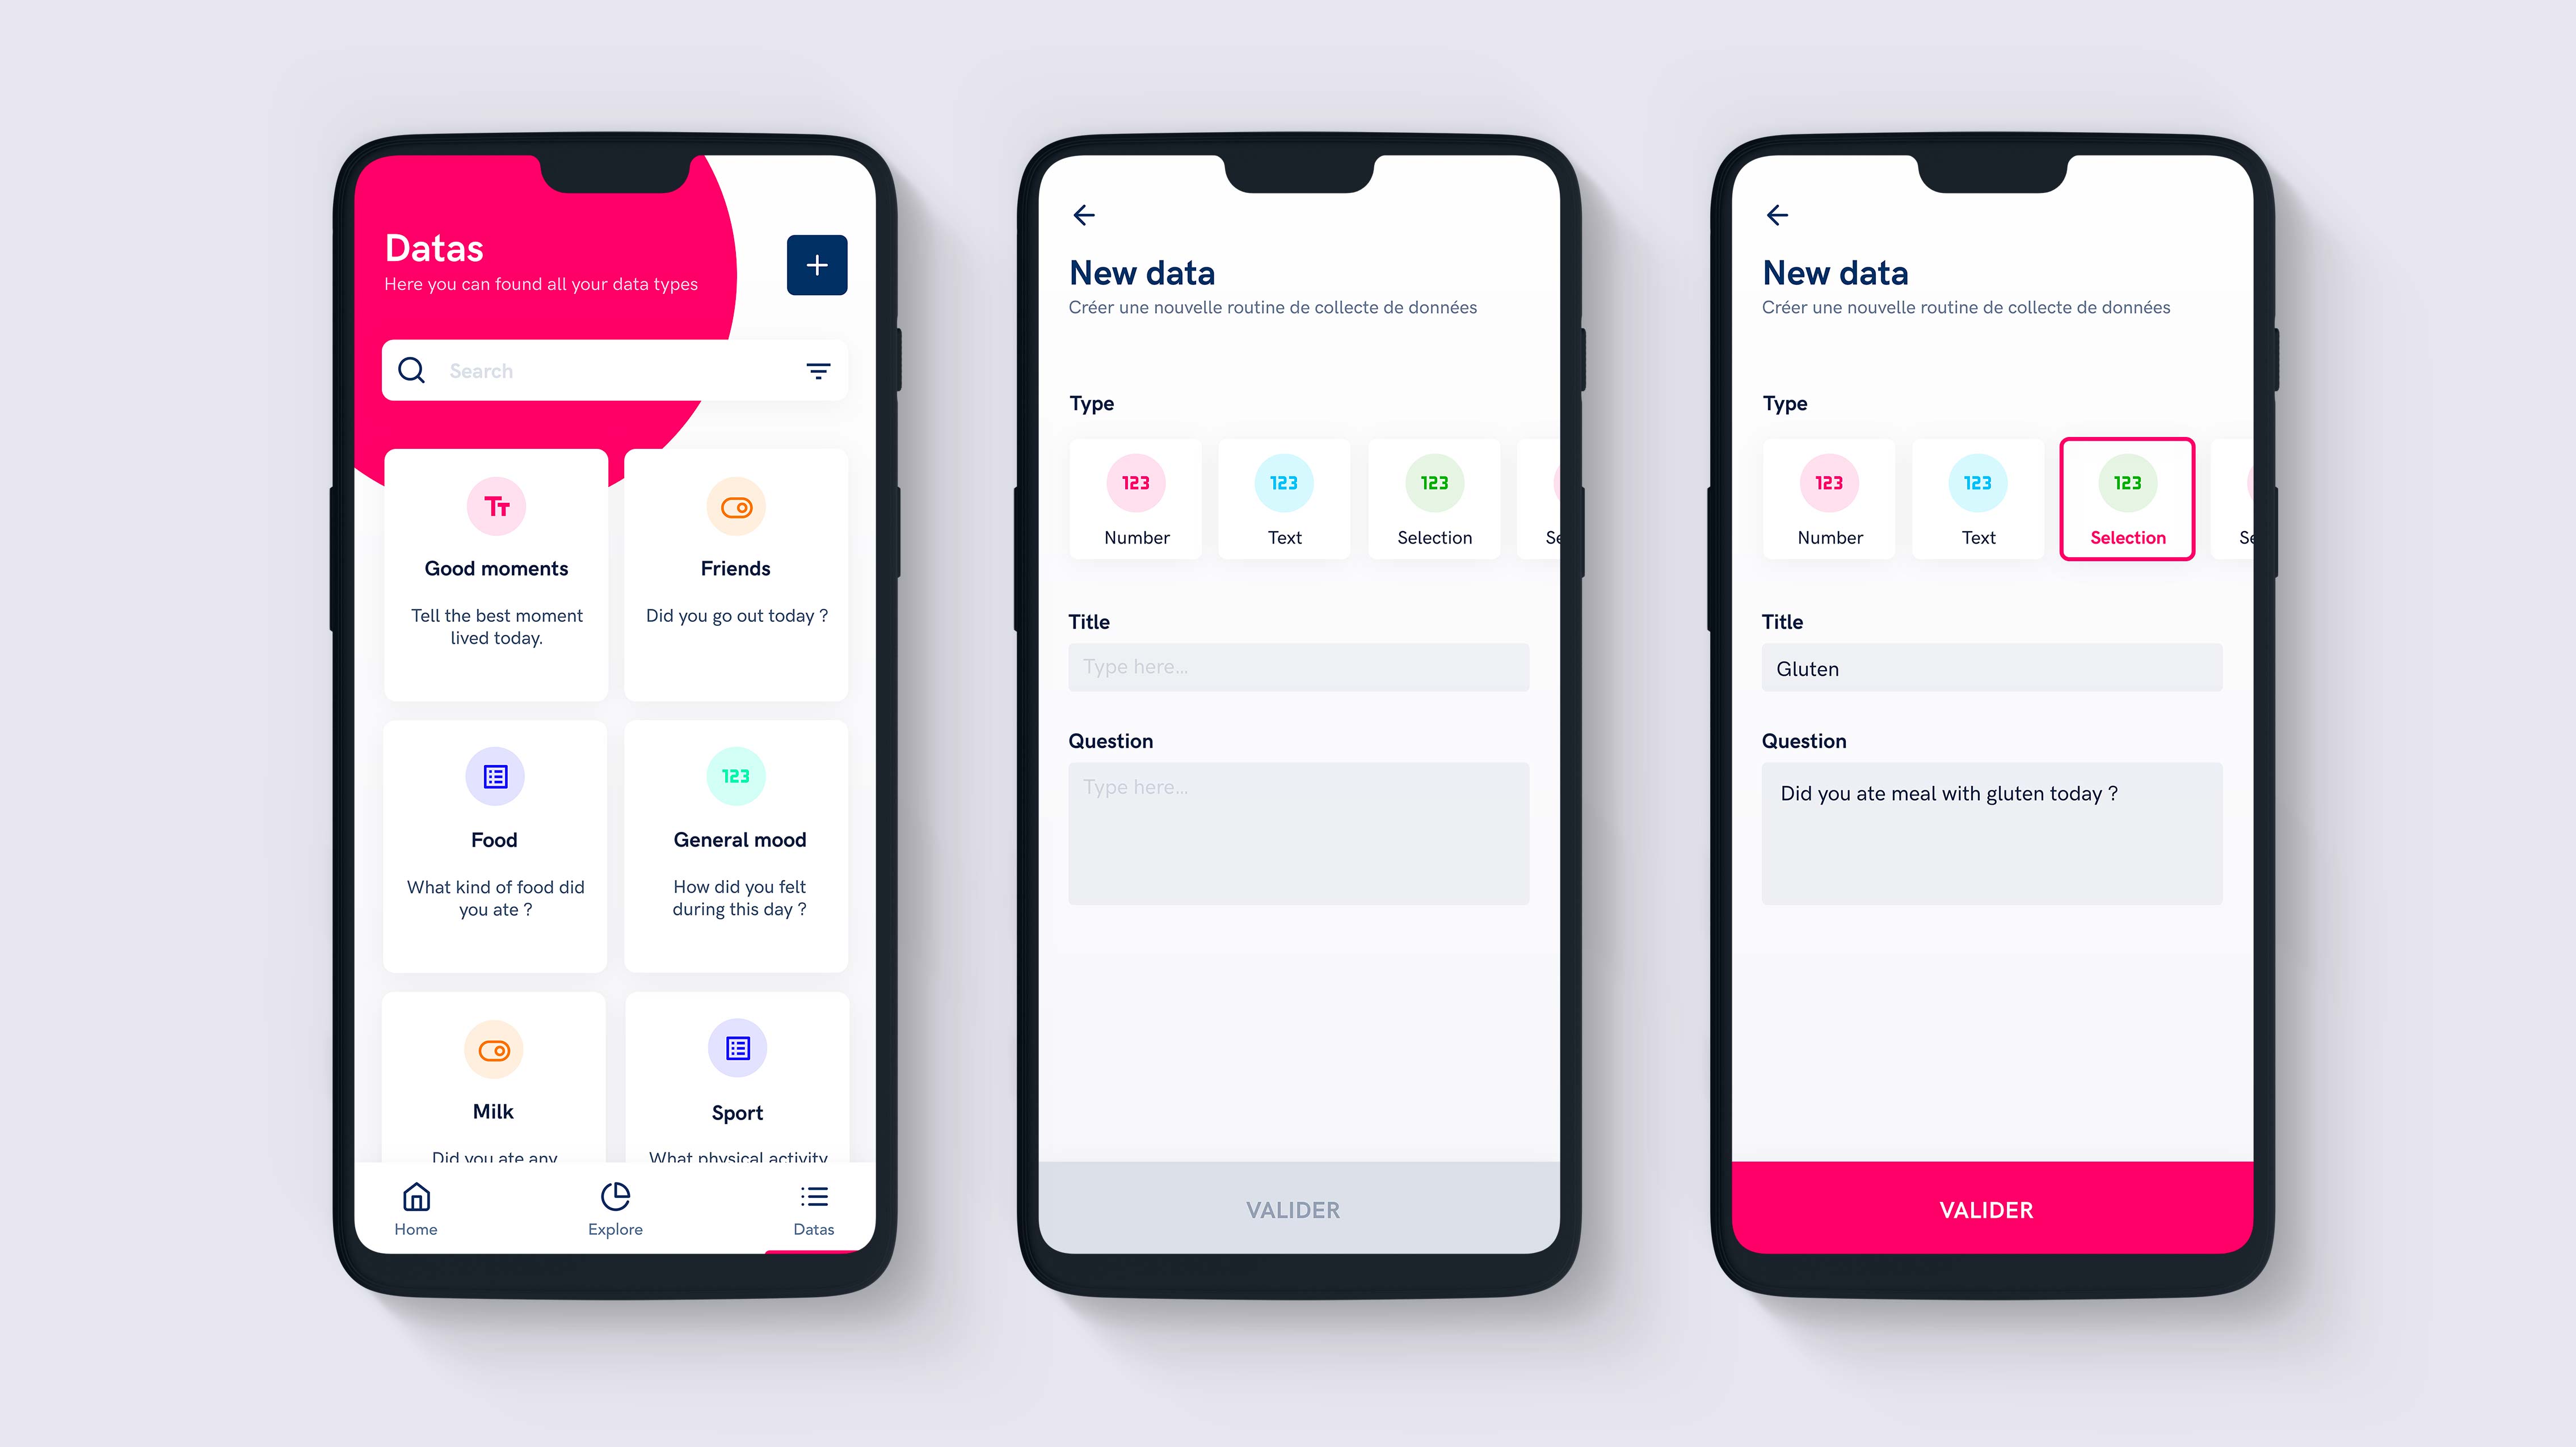 Datas
Here you can found all your data types
Search
Tт
Good moments
Tell the best moment
lived today.
Friends
Did you go out today ?
Food
What kind of food did
you ate ?
123
General mood
How did you felt
during this day ?
Milk
Did you ate any
Sport
What physical activity
Home
Explore
Datas
New data
Créer une nouvelle routine de collecte de données
Type
123
Number
123
Text
123
Selection
Se
Title
Type here...
Question
Type here...
VALIDER
New data
Créer une nouvelle routine de collecte de données
Type
123
Number
123
Text
123
Selection
Se
Title
Gluten
Question
Did you ate meal with gluten today ?
VALIDER